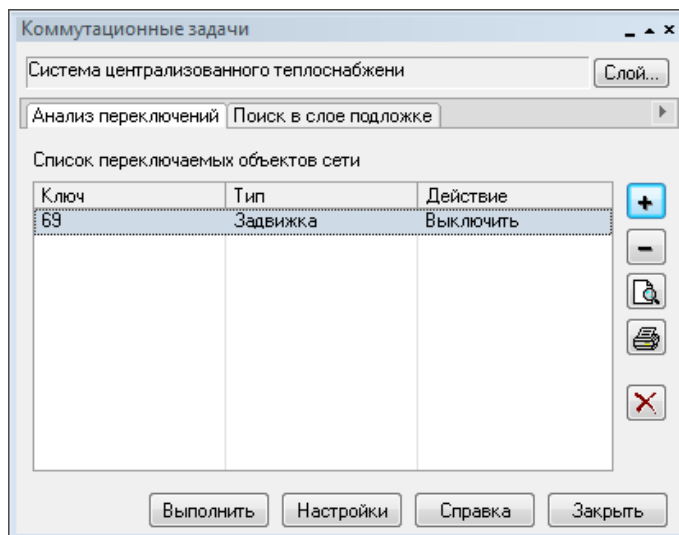 Коммутационные задачи
Система централизованного теплоснабжени Слой...
Анализ переключений Поиск в слое подложке
Список переключаемых объектов сети
Ключ Тип Действие
69 Задвижка Выключить
Выполнить Настройки Справка Закрыть